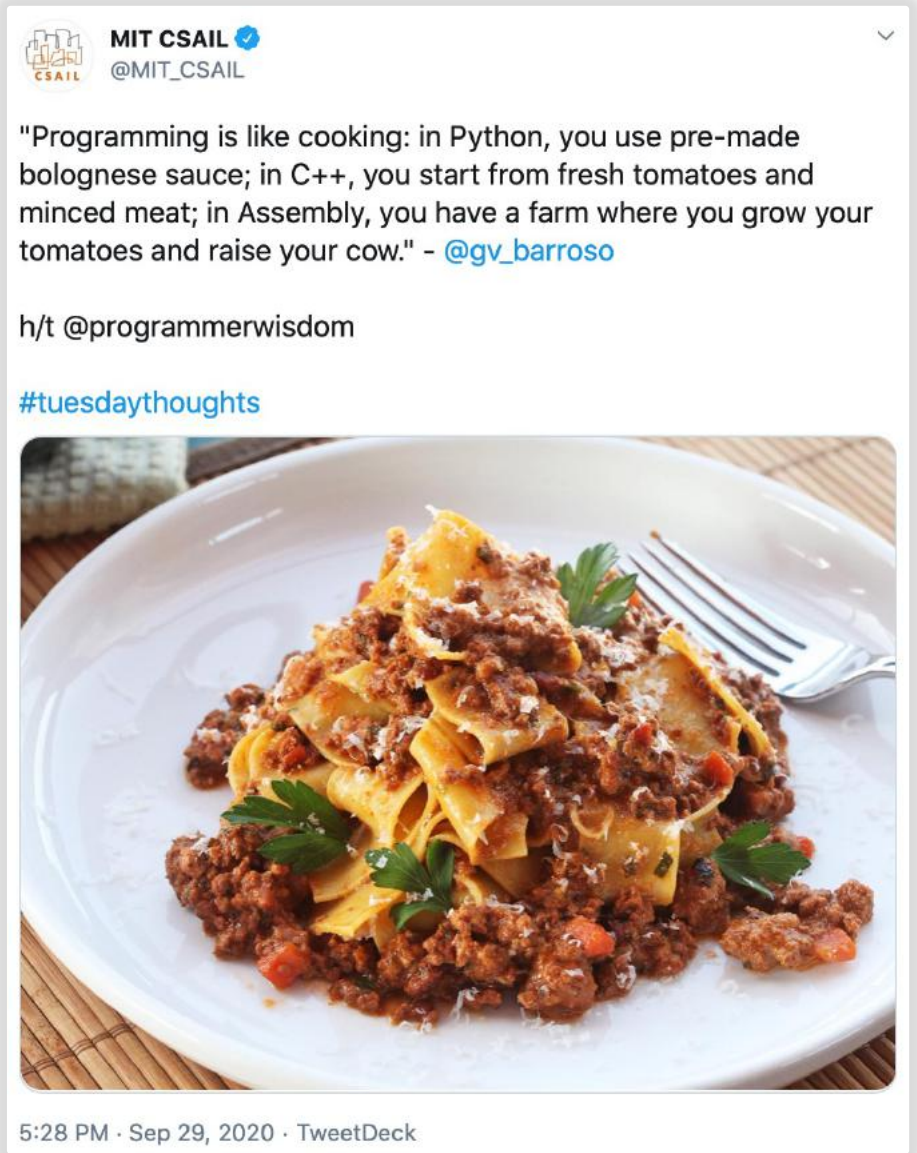 MIT CSAIL
@MIT_CSAIL
CSAIL
"Programming is like cooking: in Python, you use pre-made
bolognese sauce; in C++, you start from fresh tomatoes and
minced meat; in Assembly, you have a farm where you grow your
tomatoes and raise your cow." - @gv_barroso
h/t @programmerwisdom
#tuesdaythoughts
5:28 PM · Sep 29, 2020 · TweetDeck